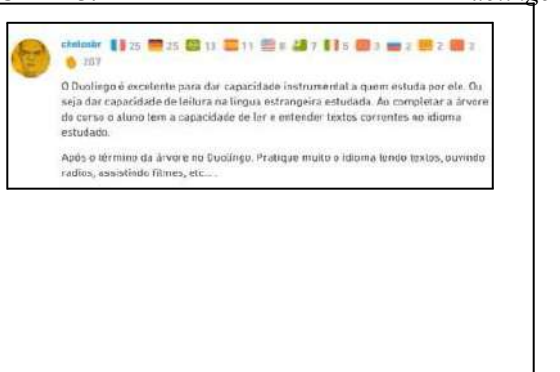 25 25 13 11 8 7 5 3 2 2 2
207
O Duolingo é excelente para dar capacidade instrumental a quem estuda por ele. Ou
seja dar capacidade de leitura na língua estrangeira estudada. Ao completar a árvore
do curso o aluno tem a capacidade de ler e entender textos correntes no idioma
estudado.
Após o término da árvore no Duolingo. Pratique muito o idioma lendo textos, ouvindo
radios, assistindo filmes, etc....